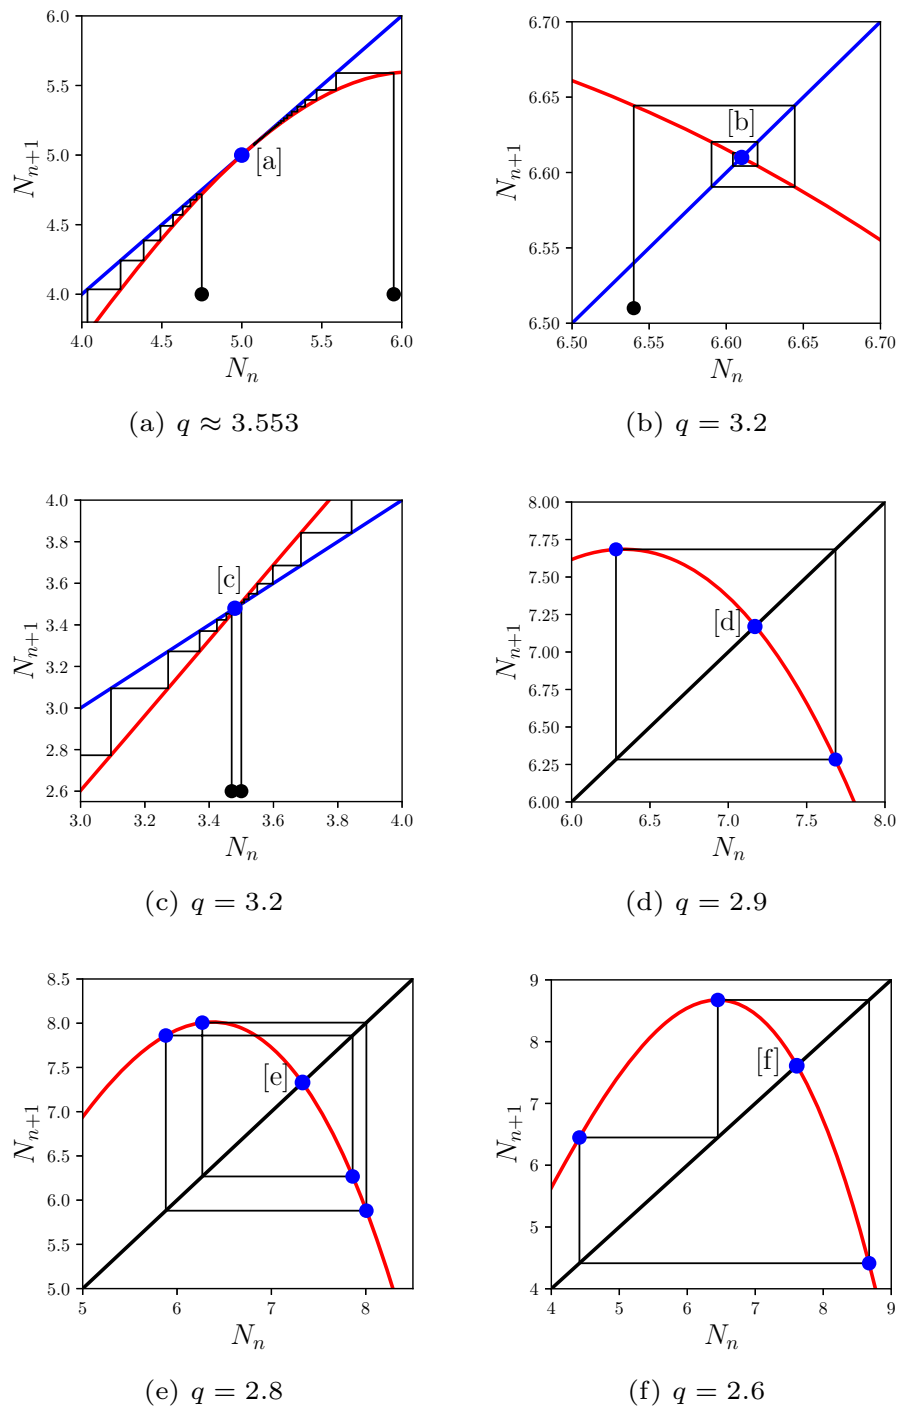 6.0
5.5
5.0
4.5
4.0
4.0 4.5 5.0 5.5 6.0
N_{n+1}
N_n
[a]
(a) q ≈ 3.553
6.70
6.65
6.60
6.55
6.50
6.50 6.55 6.60 6.65 6.70
N_{n+1}
N_n
[b]
(b) q = 3.2
4.0
3.8
3.6
3.4
3.2
3.0
2.8
2.6
3.0 3.2 3.4 3.6 3.8 4.0
N_{n+1}
N_n
[c]
(c) q = 3.2
8.00
7.75
7.50
7.25
7.00
6.75
6.50
6.25
6.00
6.0 6.5 7.0 7.5 8.0
N_{n+1}
N_n
[d]
(d) q = 2.9
8.5
8.0
7.5
7.0
6.5
6.0
5.5
5.0
5 6 7 8
N_{n+1}
N_n
[e]
(e) q = 2.8
9
8
7
6
5
4
4 5 6 7 8 9
N_{n+1}
N_n
[f]
(f) q = 2.6